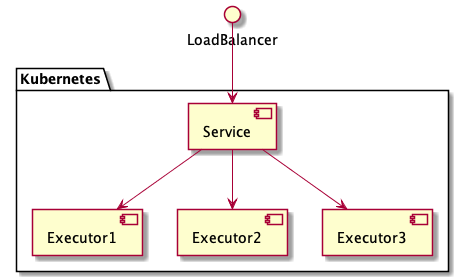 LoadBalancer
Kubernetes
Service
Executor1
Executor2
Executor3